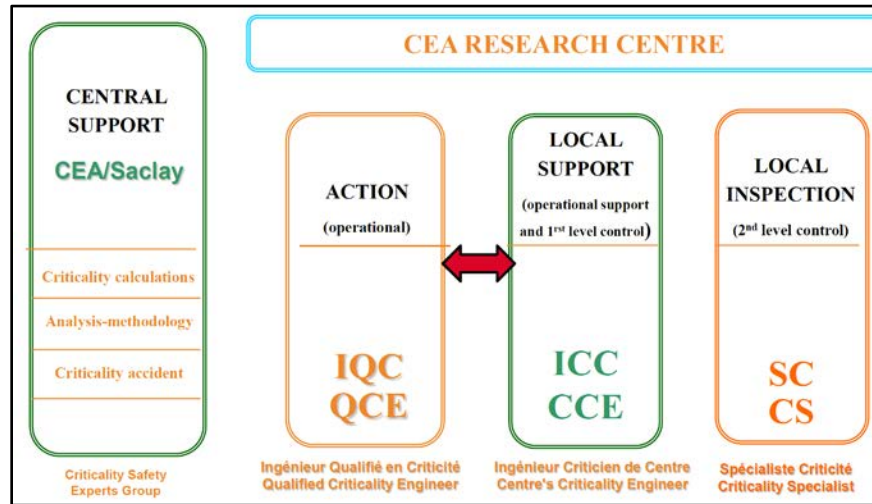 CEA RESEARCH CENTRE
CENTRAL
SUPPORT
CEA/Saclay
Criticality calculations
Analysis-methodology
Criticality accident
Criticality Safety
Experts Group
ACTION
(operational)
IQC
QCE
Ingénieur Qualifié en Criticité
Qualified Criticality Engineer
LOCAL
SUPPORT
(operational support
and 1rst level control)
ICC
CCE
Ingénieur Criticien de Centre
Centre's Criticality Engineer
LOCAL
INSPECTION
(2nd level control)
SC
CS
Spécialiste Criticité
Criticality Specialist